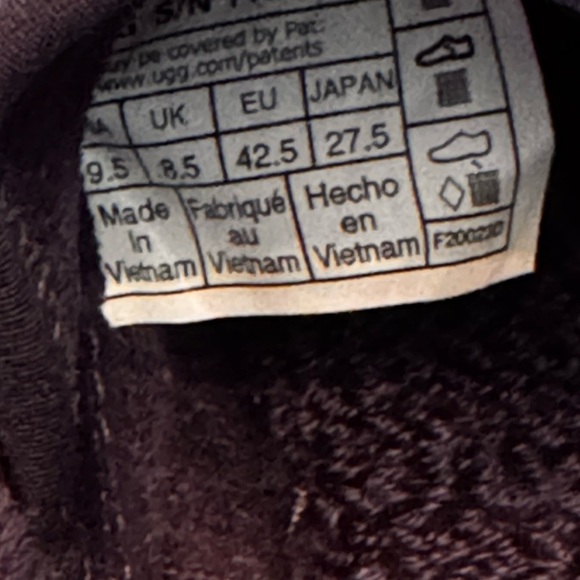 S/N
be covered by Pat.
www.ugg.com/patents
UK EU JAPAN
9.5 8.5 42.5 27.5
Made in Vietnam
Fabriqué au Vietnam
Hecho en Vietnam